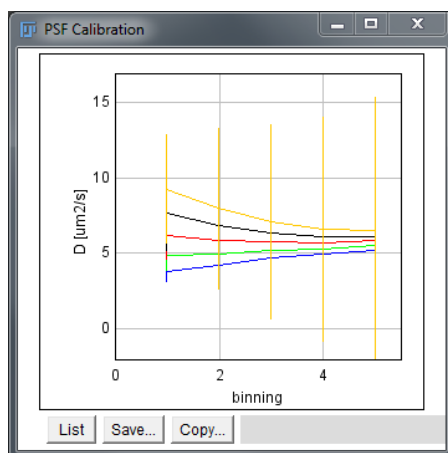 PSF Calibration
15
10
5
0
D [um2/s]
0 2 4
binning
List Save... Copy...